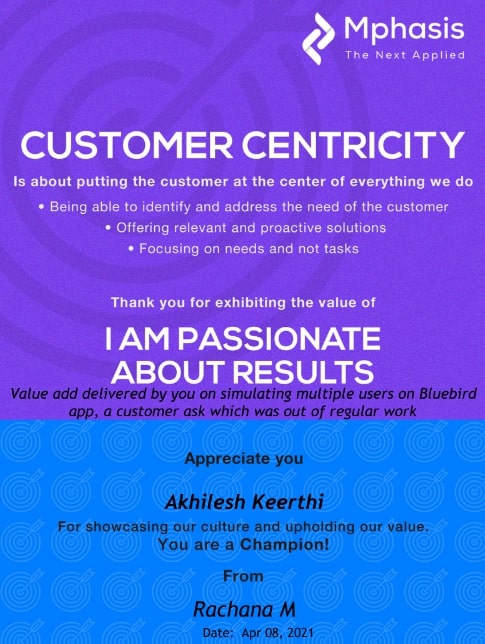 Mphasis
The Next Applied
CUSTOMER CENTRICITY
Is about putting the customer at the center of everything we do
• Being able to identify and address the need of the customer
• Offering relevant and proactive solutions
• Focusing on needs and not tasks
Thank you for exhibiting the value of
I AM PASSIONATE
ABOUT RESULTS
Value add delivered by you on simulating multiple users on Bluebird
app, a customer ask which was out of regular work
Appreciate you
Akhilesh Keerthi
For showcasing our culture and upholding our value.
You are a Champion!
From
Rachana M
Date: Apr 08, 2021